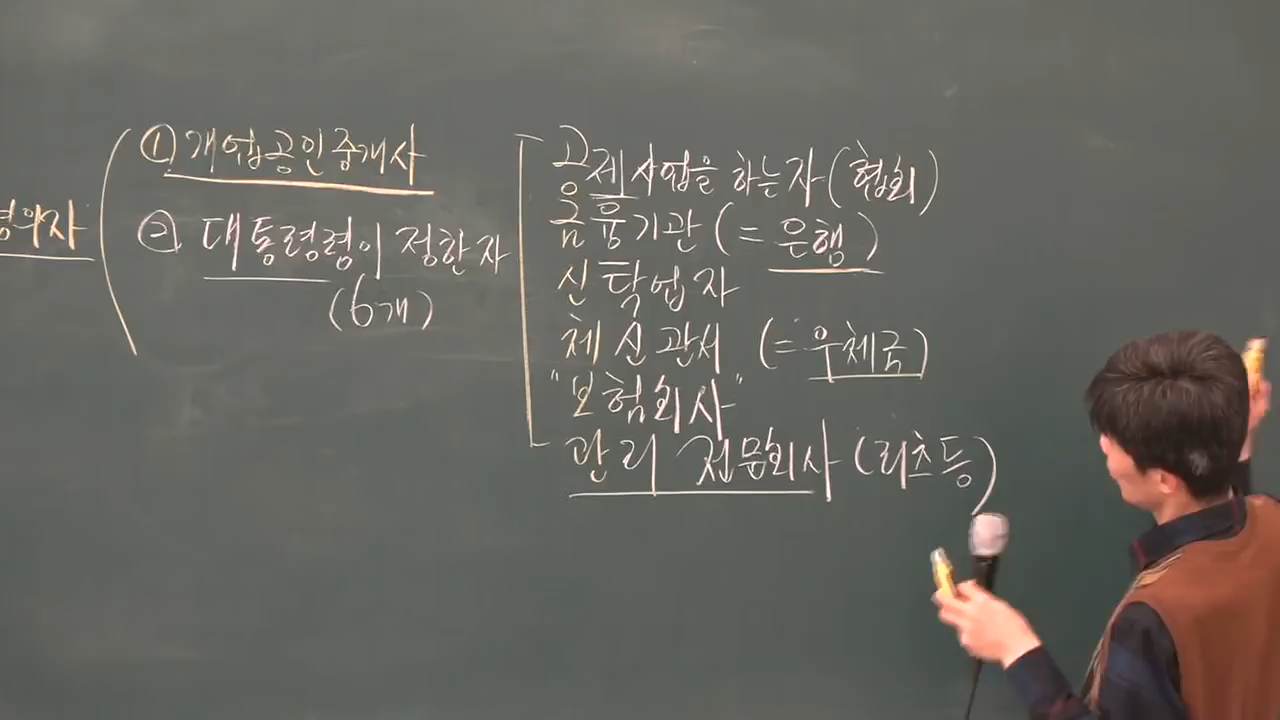 명의자
① 개업공인중개사
② 대통령령이 정한 자
(6개)
공제사업을 하는 자 (협회)
금융기관 (= 은행)
신탁업자
체신관서 (= 우체국)
"보험회사"
관리 전문회사 (리츠 등)